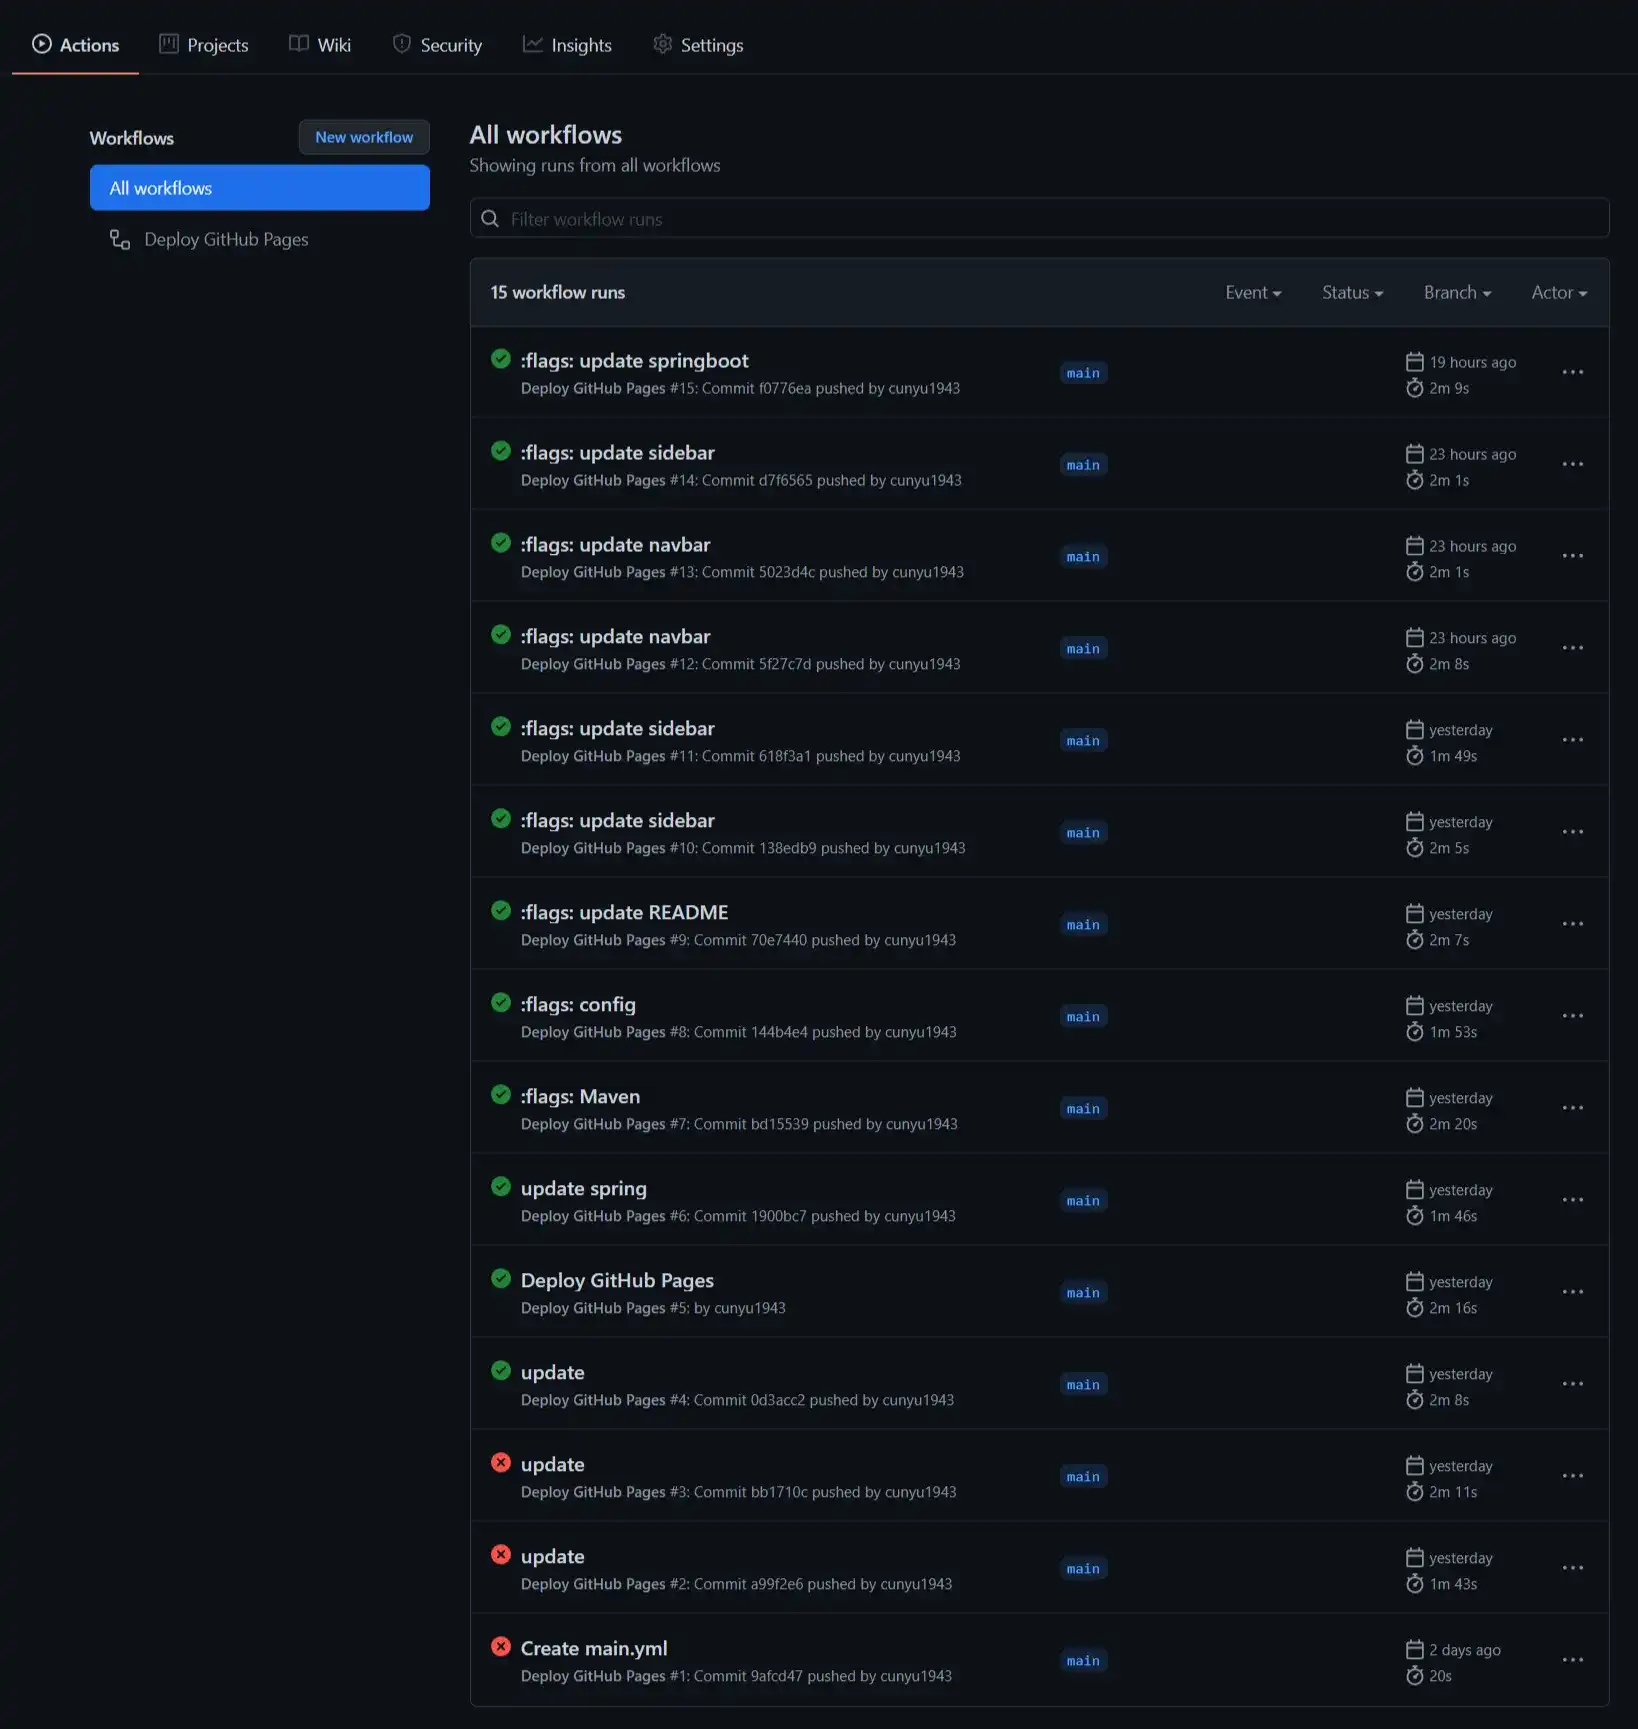 Actions Projects Wiki Security Insights Settings
Workflows
New workflow
All workflows
Deploy GitHub Pages
All workflows
Showing runs from all workflows
Filter workflow runs
15 workflow runs
Event Status Branch Actor
:flags: update springboot
Deploy GitHub Pages #15: Commit f0776ea pushed by cunyu1943
main
19 hours ago
2m 9s
:flags: update sidebar
Deploy GitHub Pages #14: Commit d7f6565 pushed by cunyu1943
main
23 hours ago
2m 1s
:flags: update navbar
Deploy GitHub Pages #13: Commit 5023d4c pushed by cunyu1943
main
23 hours ago
2m 1s
:flags: update navbar
Deploy GitHub Pages #12: Commit 5f27c7d pushed by cunyu1943
main
23 hours ago
2m 8s
:flags: update sidebar
Deploy GitHub Pages #11: Commit 618f3a1 pushed by cunyu1943
main
yesterday
1m 49s
:flags: update sidebar
Deploy GitHub Pages #10: Commit 138edb9 pushed by cunyu1943
main
yesterday
2m 5s
:flags: update README
Deploy GitHub Pages #9: Commit 70e7440 pushed by cunyu1943
main
yesterday
2m 7s
:flags: config
Deploy GitHub Pages #8: Commit 144b4e4 pushed by cunyu1943
main
yesterday
1m 53s
:flags: Maven
Deploy GitHub Pages #7: Commit bd15539 pushed by cunyu1943
main
yesterday
2m 20s
update spring
Deploy GitHub Pages #6: Commit 1900bc7 pushed by cunyu1943
main
yesterday
1m 46s
Deploy GitHub Pages
Deploy GitHub Pages #5: by cunyu1943
main
yesterday
2m 16s
update
Deploy GitHub Pages #4: Commit 0d3acc2 pushed by cunyu1943
main
yesterday
2m 8s
update
Deploy GitHub Pages #3: Commit bb1710c pushed by cunyu1943
main
yesterday
2m 11s
update
Deploy GitHub Pages #2: Commit a99f2e6 pushed by cunyu1943
main
yesterday
1m 43s
Create main.yml
Deploy GitHub Pages #1: Commit 9afcd47 pushed by cunyu1943
main
2 days ago
20s